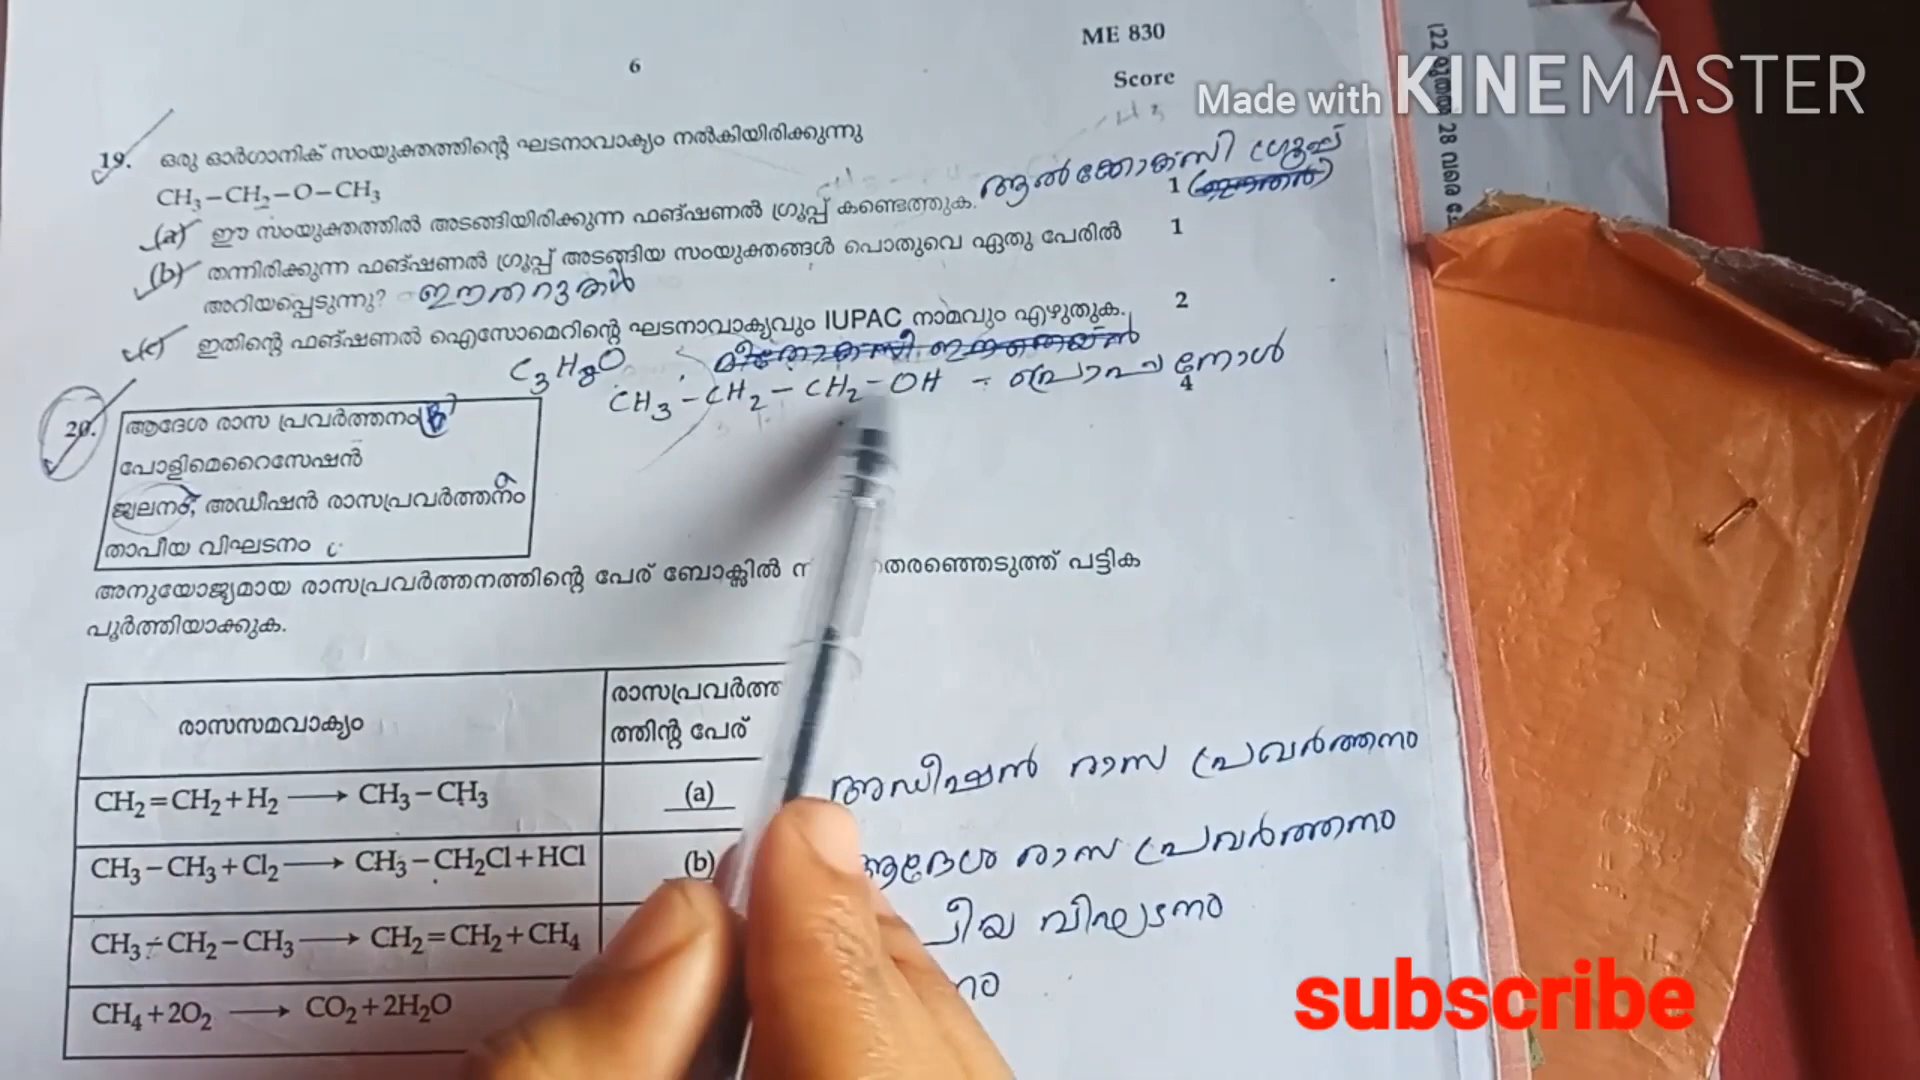 ME 830
6
Score
Made with KINEMASTER
19. ഒരു ഓർഗാനിക് സംയുക്തത്തിന്റെ ഘടനാവാക്യം നൽകിയിരിക്കുന്നു
CH₃–CH₂–O–CH₃
ആൽക്കോക്സി ഗ്രൂപ്പ്
(a) ഈ സംയുക്തത്തിൽ അടങ്ങിയിരിക്കുന്ന ഫങ്ഷണൽ ഗ്രൂപ്പ് കണ്ടെത്തുക. 1
(b) തന്നിരിക്കുന്ന ഫങ്ഷണൽ ഗ്രൂപ്പ് അടങ്ങിയ സംയുക്തങ്ങൾ പൊതുവെ ഏതു പേരിൽ 1
അറിയപ്പെടുന്നു? ഈതറുകൾ
(c) ഇതിന്റെ ഫങ്ഷണൽ ഐസോമെറിന്റെ ഘടനാവാക്യവും IUPAC നാമവും എഴുതുക. 2
C₃H₈O
CH₃–CH₂–CH₂–OH – പ്രൊപ്പനോൾ
20. 4
ആദേശ രാസ പ്രവർത്തനം
പോളിമെറൈസേഷൻ
ജ്വലനം, അഡീഷൻ രാസപ്രവർത്തനം
താപീയ വിഘടനം
അനുയോജ്യമായ രാസപ്രവർത്തനത്തിന്റെ പേര് ബോക്സിൽ തെരഞ്ഞെടുത്ത് പട്ടിക
പൂർത്തിയാക്കുക.
രാസസമവാക്യം
രാസപ്രവർത്ത
ത്തിന്റ പേര്
CH₂=CH₂+H₂ ⟶ CH₃–CH₃ (a) അഡീഷൻ രാസ പ്രവർത്തനം
CH₃–CH₃+Cl₂ ⟶ CH₃–CH₂Cl+HCl (b) ആദേശ രാസ പ്രവർത്തനം
CH₃–CH₂–CH₃ ⟶ CH₂=CH₂+CH₄ വിഘടനം
CH₄+2O₂ ⟶ CO₂+2H₂O
subscribe